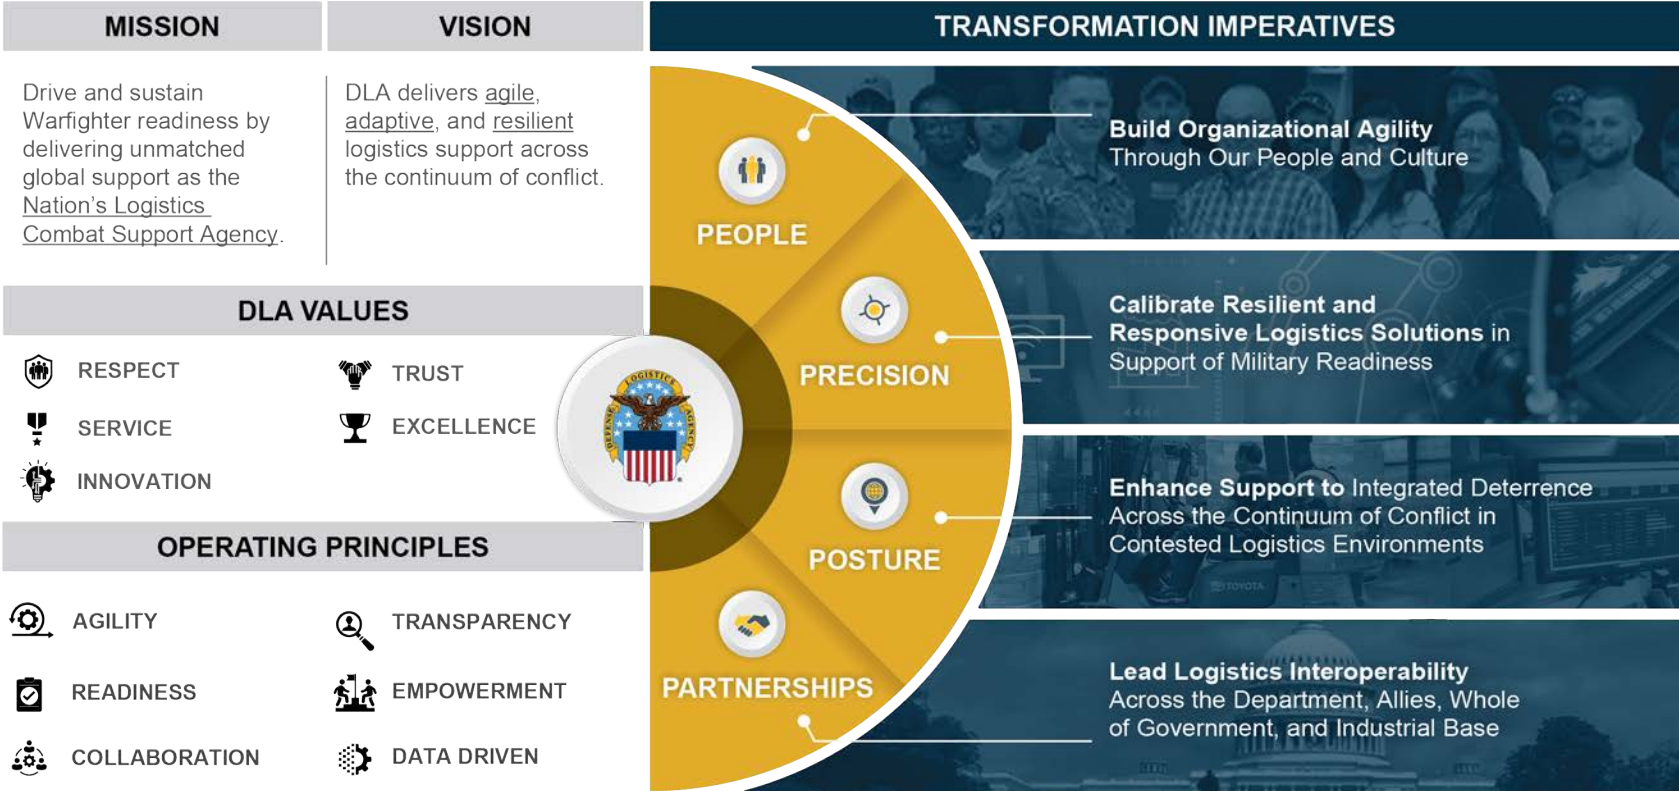 MISSION
VISION
TRANSFORMATION IMPERATIVES
Drive and sustain
Warfighter readiness by
delivering unmatched
global support as the
Nation’s Logistics
Combat Support Agency.
DLA delivers agile,
adaptive, and resilient
logistics support across
the continuum of conflict.
DLA VALUES
RESPECT
TRUST
SERVICE
EXCELLENCE
INNOVATION
OPERATING PRINCIPLES
AGILITY
TRANSPARENCY
READINESS
EMPOWERMENT
COLLABORATION
DATA DRIVEN
DEFENSE LOGISTICS AGENCY
PEOPLE
Build Organizational Agility
Through Our People and Culture
PRECISION
Calibrate Resilient and
Responsive Logistics Solutions in
Support of Military Readiness
POSTURE
Enhance Support to Integrated Deterrence
Across the Continuum of Conflict in
Contested Logistics Environments
TOYOTA
PARTNERSHIPS
Lead Logistics Interoperability
Across the Department, Allies, Whole
of Government, and Industrial Base